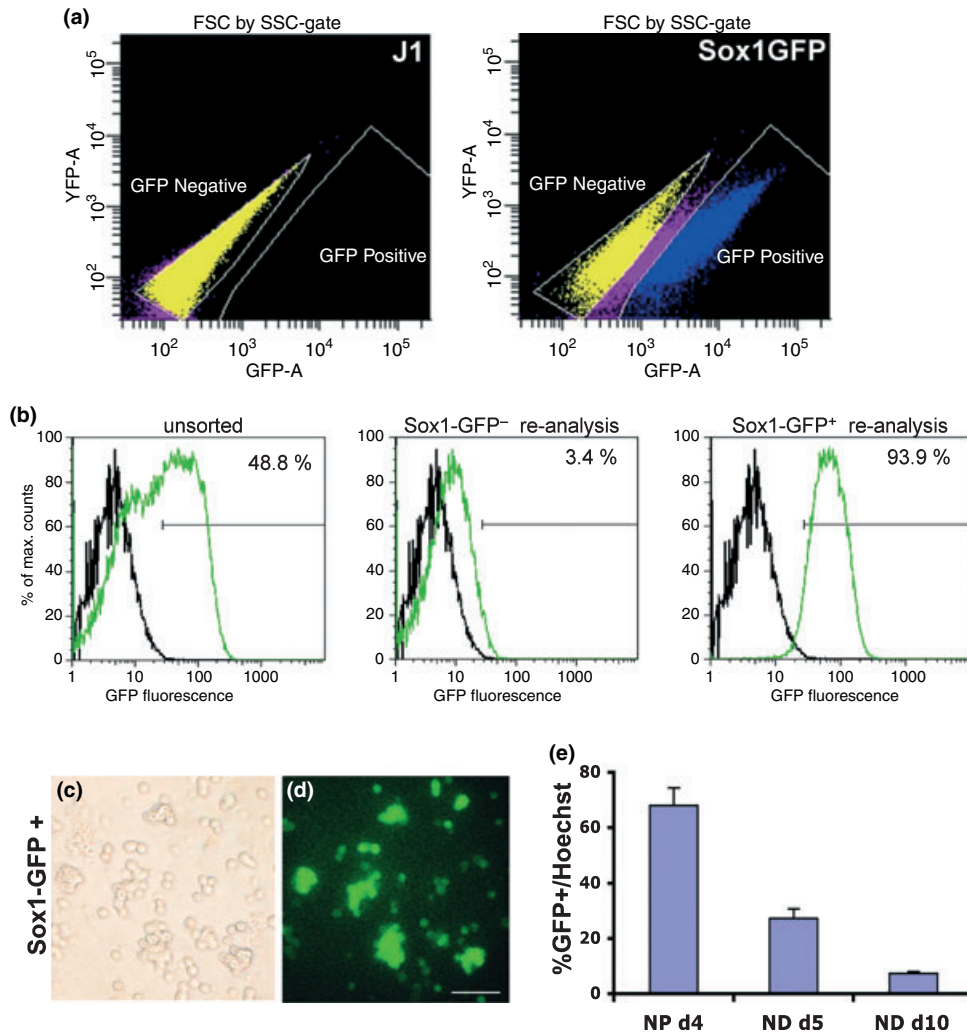 (a)
FSC by SSC-gate
J1
GFP Negative
GFP Positive
YFP-A
10^5
10^4
10^3
10^2
10^2 10^3 10^4 10^5
GFP-A
FSC by SSC-gate
Sox1GFP
GFP Negative
GFP Positive
YFP-A
10^5
10^4
10^3
10^2
10^2 10^3 10^4 10^5
GFP-A
(b)
unsorted
48.8 %
% of max. counts
100
80
60
40
20
0
1 10 100 1000
GFP fluorescence
Sox1-GFP⁻ re-analysis
3.4 %
100
80
60
40
20
0
1 10 100 1000
GFP fluorescence
Sox1-GFP⁺ re-analysis
93.9 %
100
80
60
40
20
0
1 10 100 1000
GFP fluorescence
Sox1-GFP +
(c)
(d)
(e)
%GFP+/Hoechst
80
60
40
20
0
NP d4 ND d5 ND d10